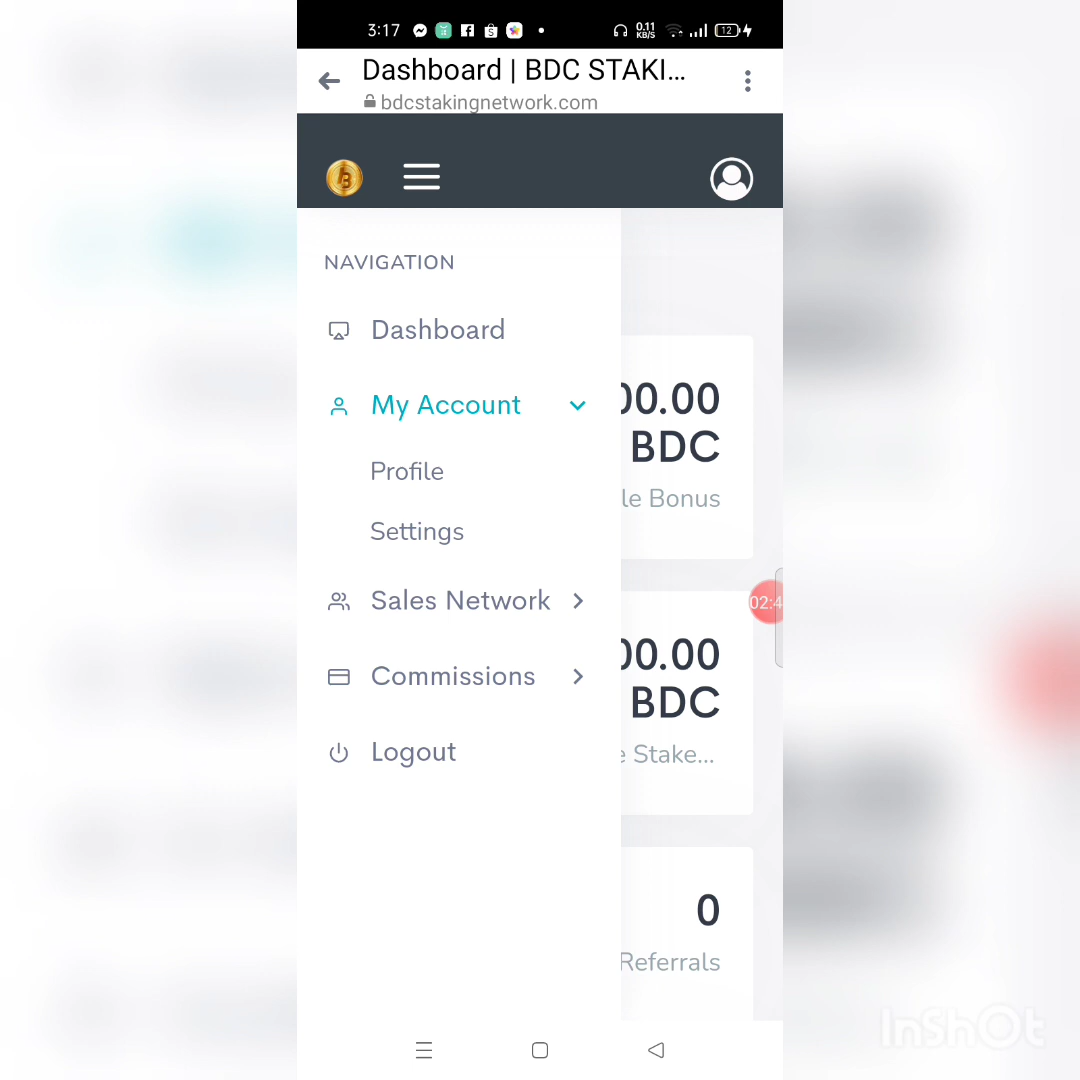 3:17
0.11
KB/S
12
Dashboard | BDC STAKI...
bdcstakingnetwork.com
NAVIGATION
Dashboard
My Account
Profile
Settings
Sales Network
Commissions
Logout
00.00
BDC
le Bonus
00.00
BDC
e Stake...
0
Referrals
02:4
InShOt